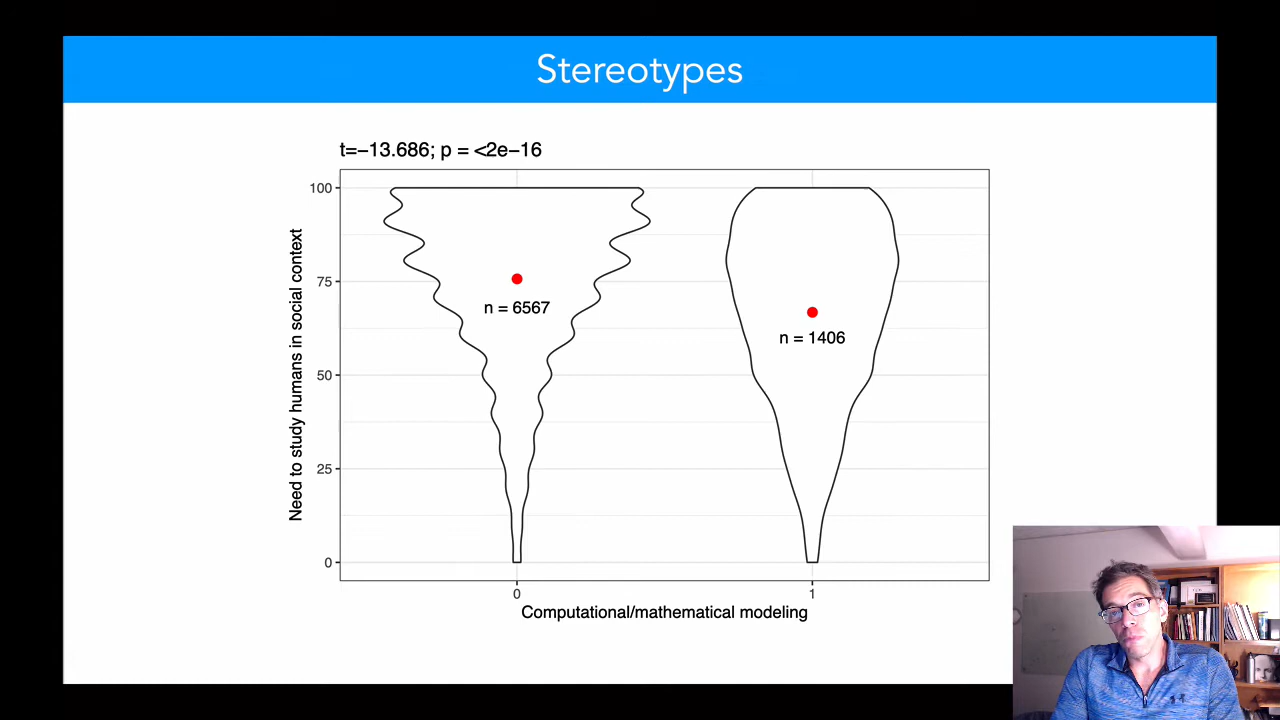 Stereotypes
t=−13.686; p = <2e−16
Need to study humans in social context
100
75
50
25
0
n = 6567
n = 1406
0
1
Computational/mathematical modeling